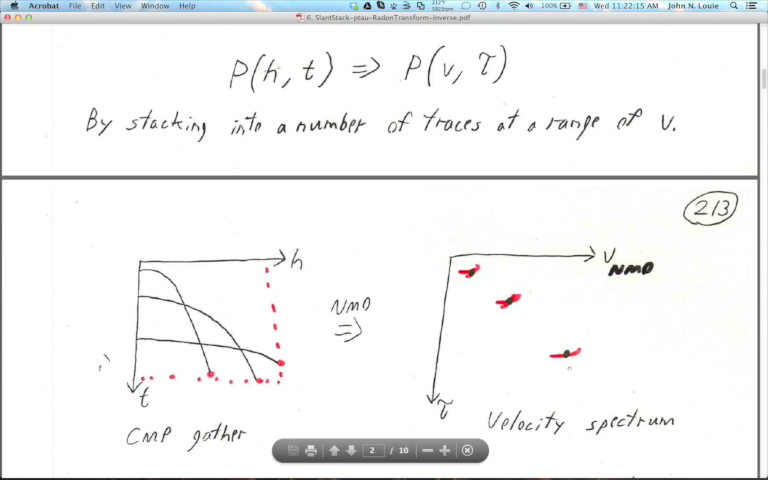 Acrobat File Edit View Window Help
100% Wed 11:22:15 AM John N. Louie
6. SlantStack-ptau-RadonTransform-Inverse.pdf
P(h, t) ⇒ P(v, τ)
By stacking into a number of traces at a range of v.
213
h
v
NMO
NMO
⇒
t
τ
CMP gather
Velocity spectrum
2 / 10